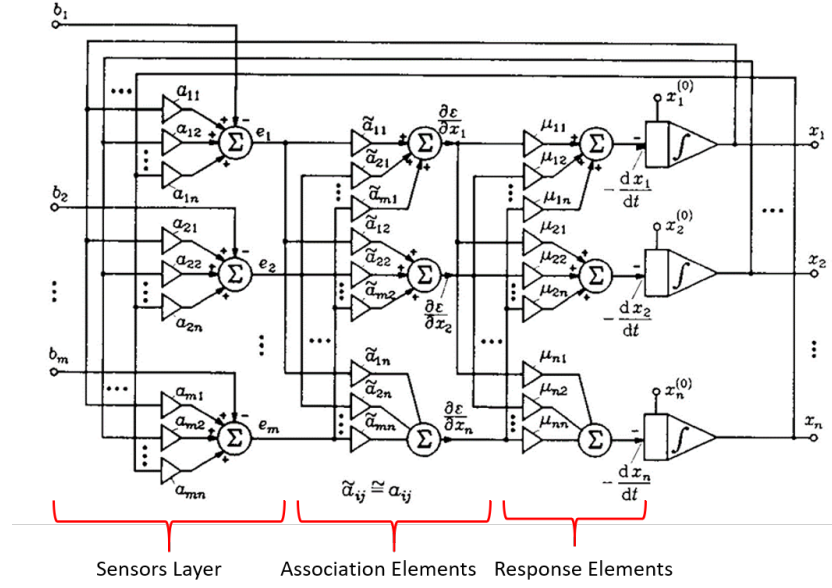 b₁
a₁₁
a₁₂
a₁ₙ
Σ
e₁
ã₁₁
ã₂₁
ãₘ₁
Σ
∂ε/∂x₁
μ₁₁
μ₁₂
μ₁ₙ
Σ
−dx₁/dt
x₁⁽⁰⁾
∫
x₁
b₂
a₂₁
a₂₂
a₂ₙ
Σ
e₂
ã₁₂
ã₂₂
ãₘ₂
Σ
∂ε/∂x₂
μ₂₁
μ₂₂
μ₂ₙ
Σ
−dx₂/dt
x₂⁽⁰⁾
∫
x₂
bₘ
aₘ₁
aₘ₂
aₘₙ
Σ
eₘ
ã₁ₙ
ã₂ₙ
ãₘₙ
Σ
∂ε/∂xₙ
μₙ₁
μₙ₂
μₙₙ
Σ
−dxₙ/dt
xₙ⁽⁰⁾
∫
xₙ
ãᵢⱼ ≅ aᵢⱼ
Sensors Layer Association Elements Response Elements